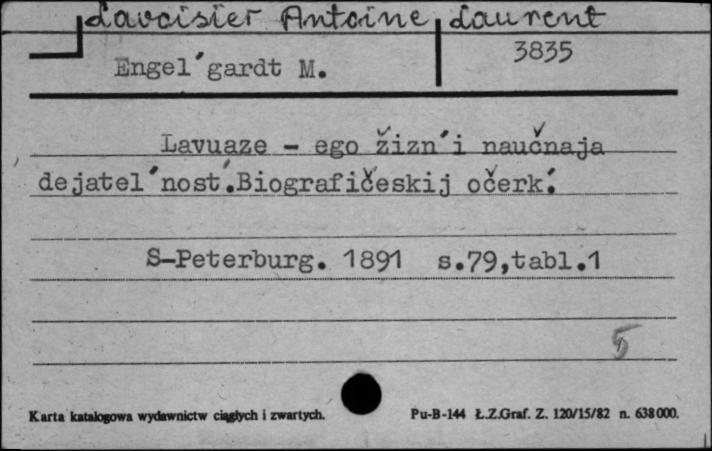 Lavoisier Antoine Laurent
Engel´gardt M.
3835
Lavuaze - ego žizn´i naučnaja
dejatel´nost´.Biografičeskij očerk.
S-Peterburg. 1891 s.79,tabl.1
5
Karta katalogowa wydawnictw ciągłych i zwartych.
Pu-B-144 Ł.Z.Graf. Z. 120/15/82 n. 638000.